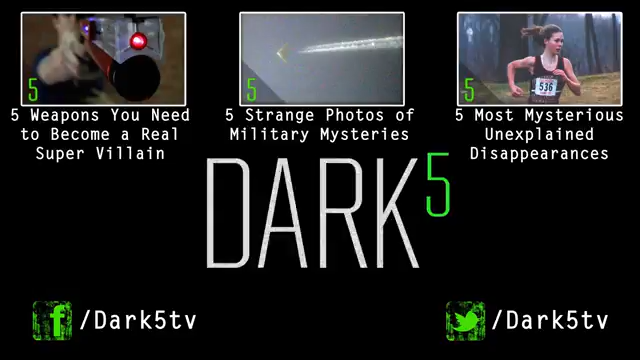 5
5
5
536
5 Weapons You Need
to Become a Real
Super Villain
5 Strange Photos of
Military Mysteries
5 Most Mysterious
Unexplained
Disappearances
DARK5
f /Dark5tv
/Dark5tv